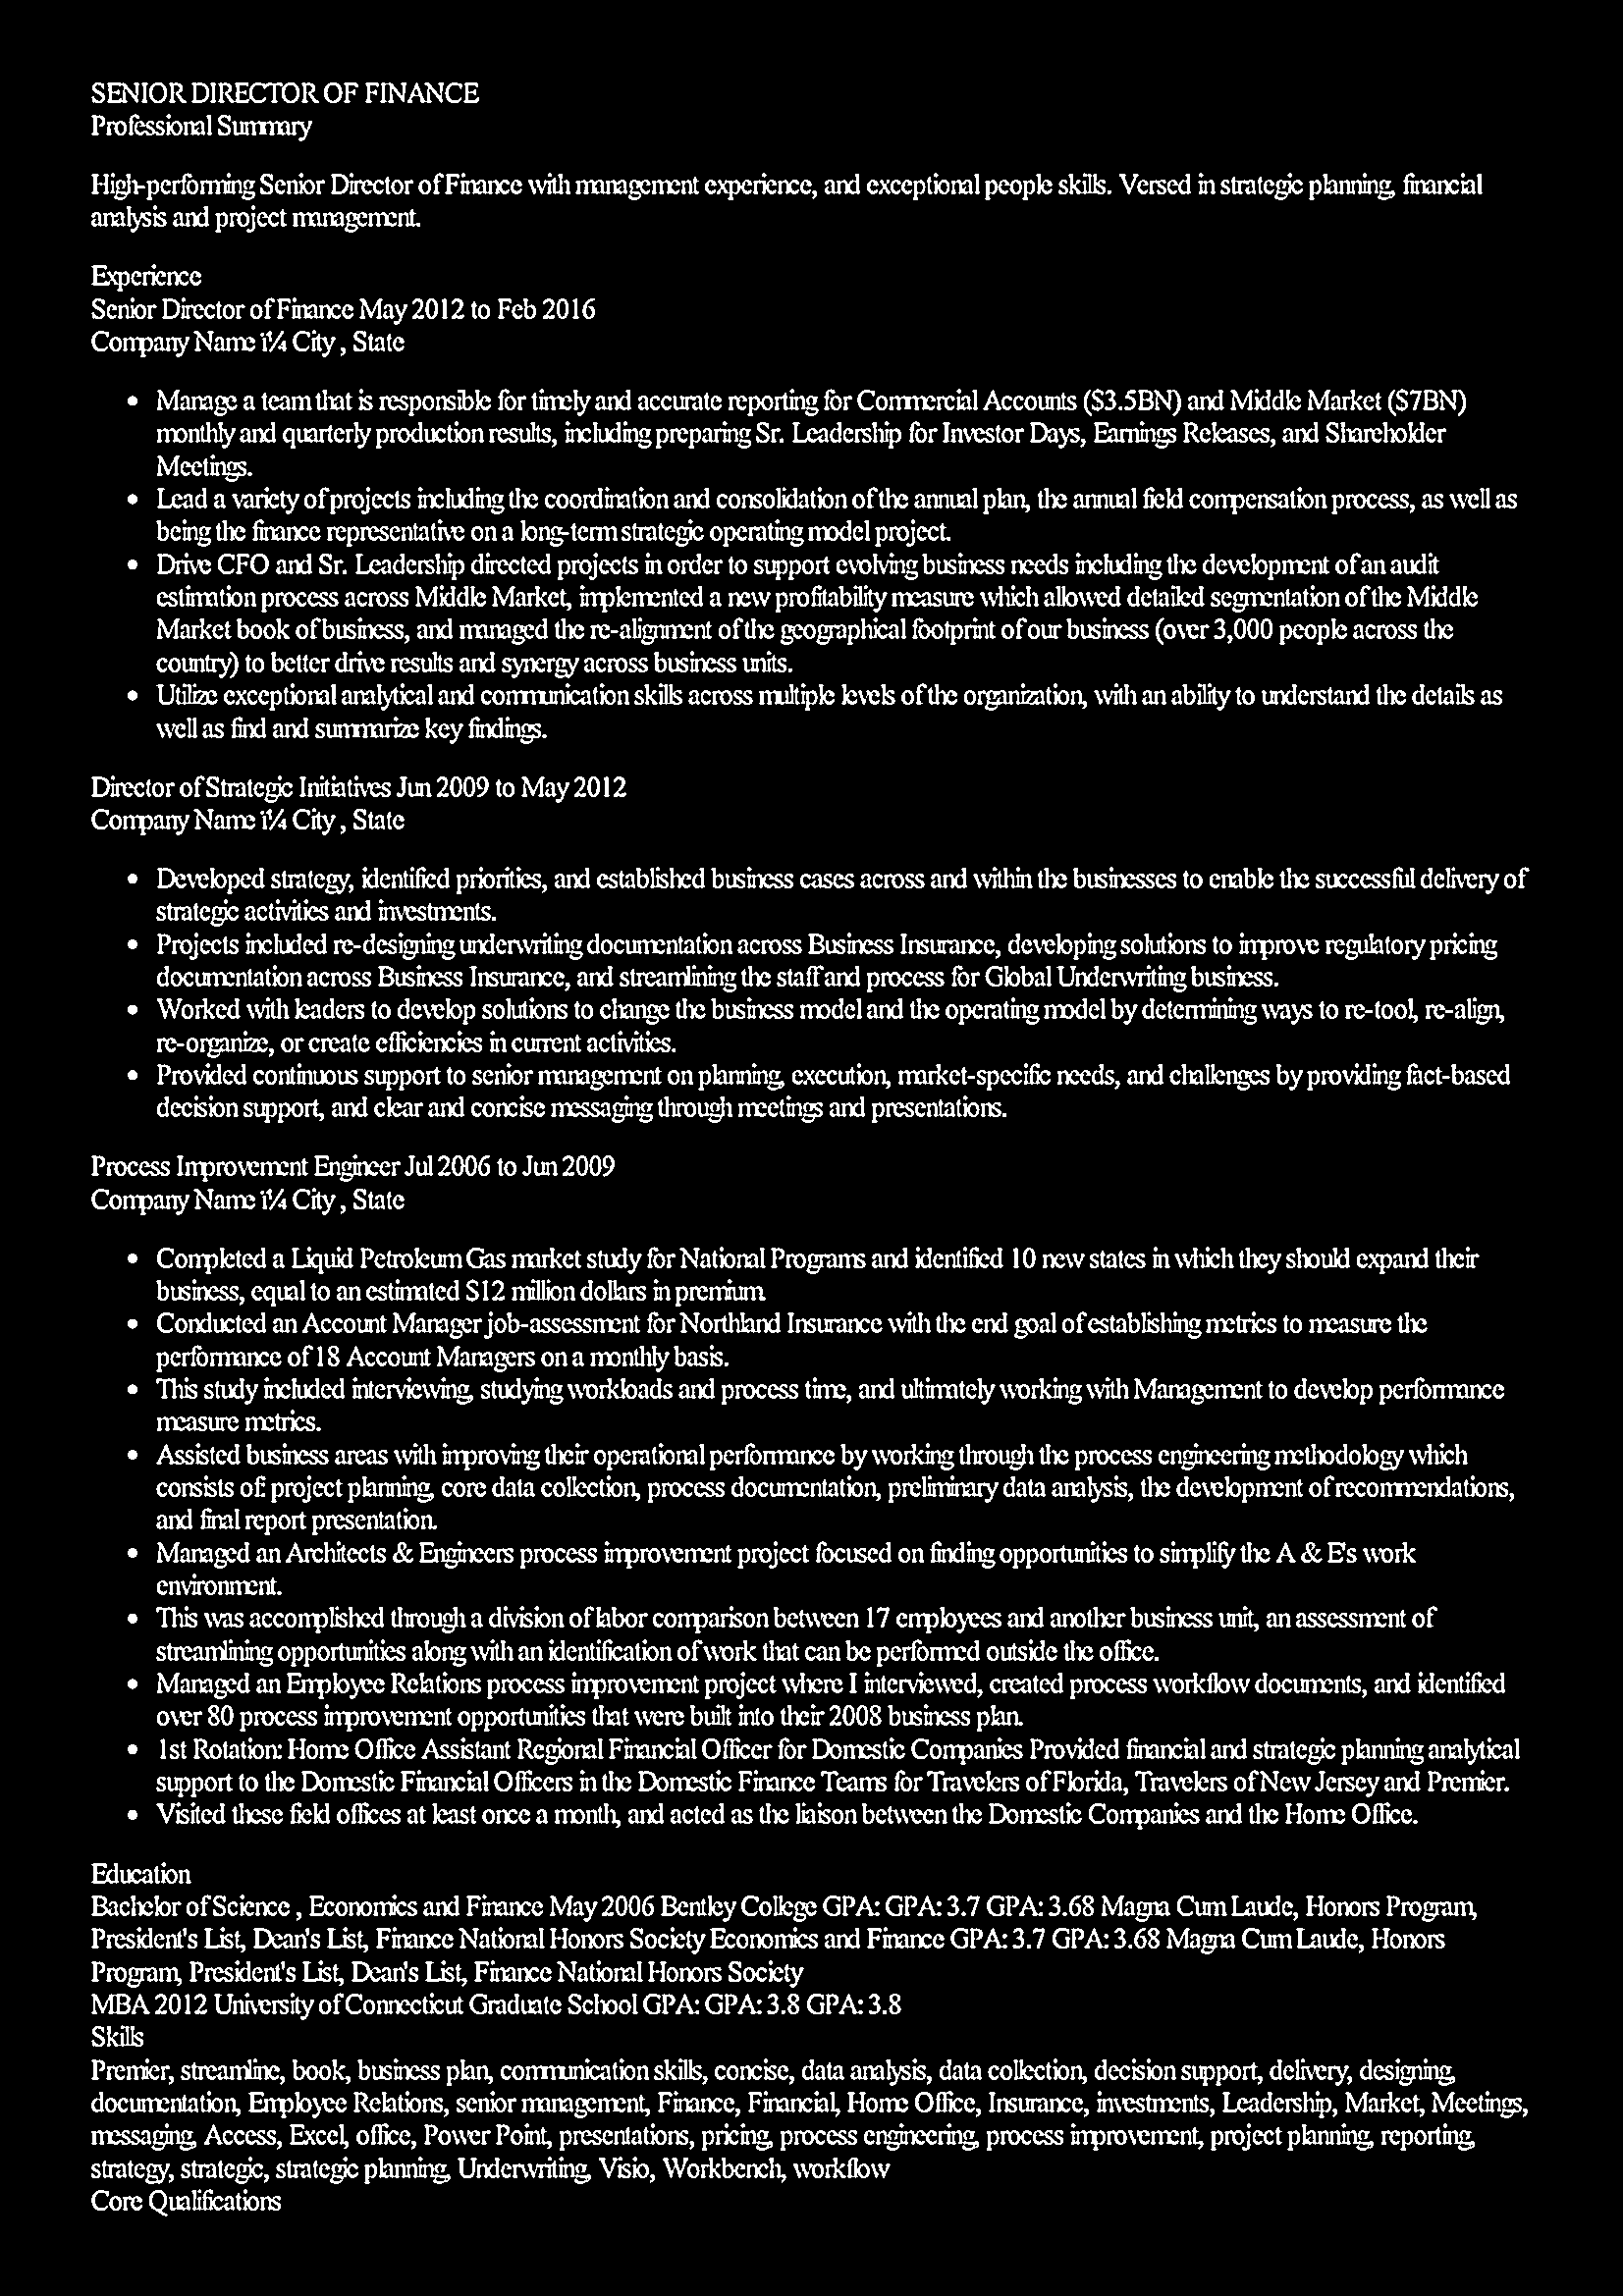 SENIOR DIRECTOR OF FINANCE
Professional Summary
High-performing Senior Director of Finance with management experience, and exceptional people skills. Versed in strategic planning, financial
analysis and project management.
Experience
Senior Director of Finance May 2012 to Feb 2016
Company Name ï¼ City , State
• Manage a team that is responsible for timely and accurate reporting for Commercial Accounts ($3.5BN) and Middle Market ($7BN)
monthly and quarterly production results, including preparing Sr. Leadership for Investor Days, Earnings Releases, and Shareholder
Meetings.
• Lead a variety of projects including the coordination and consolidation of the annual plan, the annual field compensation process, as well as
being the finance representative on a long-term strategic operating model project.
• Drive CFO and Sr. Leadership directed projects in order to support evolving business needs including the development of an audit
estimation process across Middle Market, implemented a new profitability measure which allowed detailed segmentation of the Middle
Market book of business, and managed the re-alignment of the geographical footprint of our business (over 3,000 people across the
country) to better drive results and synergy across business units.
• Utilize exceptional analytical and communication skills across multiple levels of the organization, with an ability to understand the details as
well as find and summarize key findings.
Director of Strategic Initiatives Jun 2009 to May 2012
Company Name ï¼ City , State
• Developed strategy, identified priorities, and established business cases across and within the businesses to enable the successful delivery of
strategic activities and investments.
• Projects included re-designing underwriting documentation across Business Insurance, developing solutions to improve regulatory pricing
documentation across Business Insurance, and streamlining the staff and process for Global Underwriting business.
• Worked with leaders to develop solutions to change the business model and the operating model by determining ways to re-tool, re-align,
re-organize, or create efficiencies in current activities.
• Provided continuous support to senior management on planning, execution, market-specific needs, and challenges by providing fact-based
decision support, and clear and concise messaging through meetings and presentations.
Process Improvement Engineer Jul 2006 to Jun 2009
Company Name ï¼ City , State
• Completed a Liquid Petroleum Gas market study for National Programs and identified 10 new states in which they should expand their
business, equal to an estimated $12 million dollars in premium.
• Conducted an Account Manager job-assessment for Northland Insurance with the end goal of establishing metrics to measure the
performance of 18 Account Managers on a monthly basis.
• This study included interviewing, studying workloads and process time, and ultimately working with Management to develop performance
measure metrics.
• Assisted business areas with improving their operational performance by working through the process engineering methodology which
consists of: project planning, core data collection, process documentation, preliminary data analysis, the development of recommendations,
and final report presentation.
• Managed an Architects & Engineers process improvement project focused on finding opportunities to simplify the A & E's work
environment.
• This was accomplished through a division of labor comparison between 17 employees and another business unit, an assessment of
streamlining opportunities along with an identification of work that can be performed outside the office.
• Managed an Employee Relations process improvement project where I interviewed, created process workflow documents, and identified
over 80 process improvement opportunities that were built into their 2008 business plan.
• 1st Rotation: Home Office Assistant Regional Financial Officer for Domestic Companies Provided financial and strategic planning analytical
support to the Domestic Financial Officers in the Domestic Finance Teams for Travelers of Florida, Travelers of New Jersey and Premier.
• Visited these field offices at least once a month, and acted as the liaison between the Domestic Companies and the Home Office.
Education
Bachelor of Science , Economics and Finance May 2006 Bentley College GPA: GPA: 3.7 GPA: 3.68 Magna Cum Laude, Honors Program,
President's List, Dean's List, Finance National Honors Society Economics and Finance GPA: 3.7 GPA: 3.68 Magna Cum Laude, Honors
Program, President's List, Dean's List, Finance National Honors Society
MBA 2012 University of Connecticut Graduate School GPA: GPA: 3.8 GPA: 3.8
Skills
Premier, streamline, book, business plan, communication skills, concise, data analysis, data collection, decision support, delivery, designing,
documentation, Employee Relations, senior management, Finance, Financial, Home Office, Insurance, investments, Leadership, Market, Meetings,
messaging, Access, Excel, office, Power Point, presentations, pricing, process engineering, process improvement, project planning, reporting,
strategy, strategic, strategic planning, Underwriting, Visio, Workbench, workflow
Core Qualifications